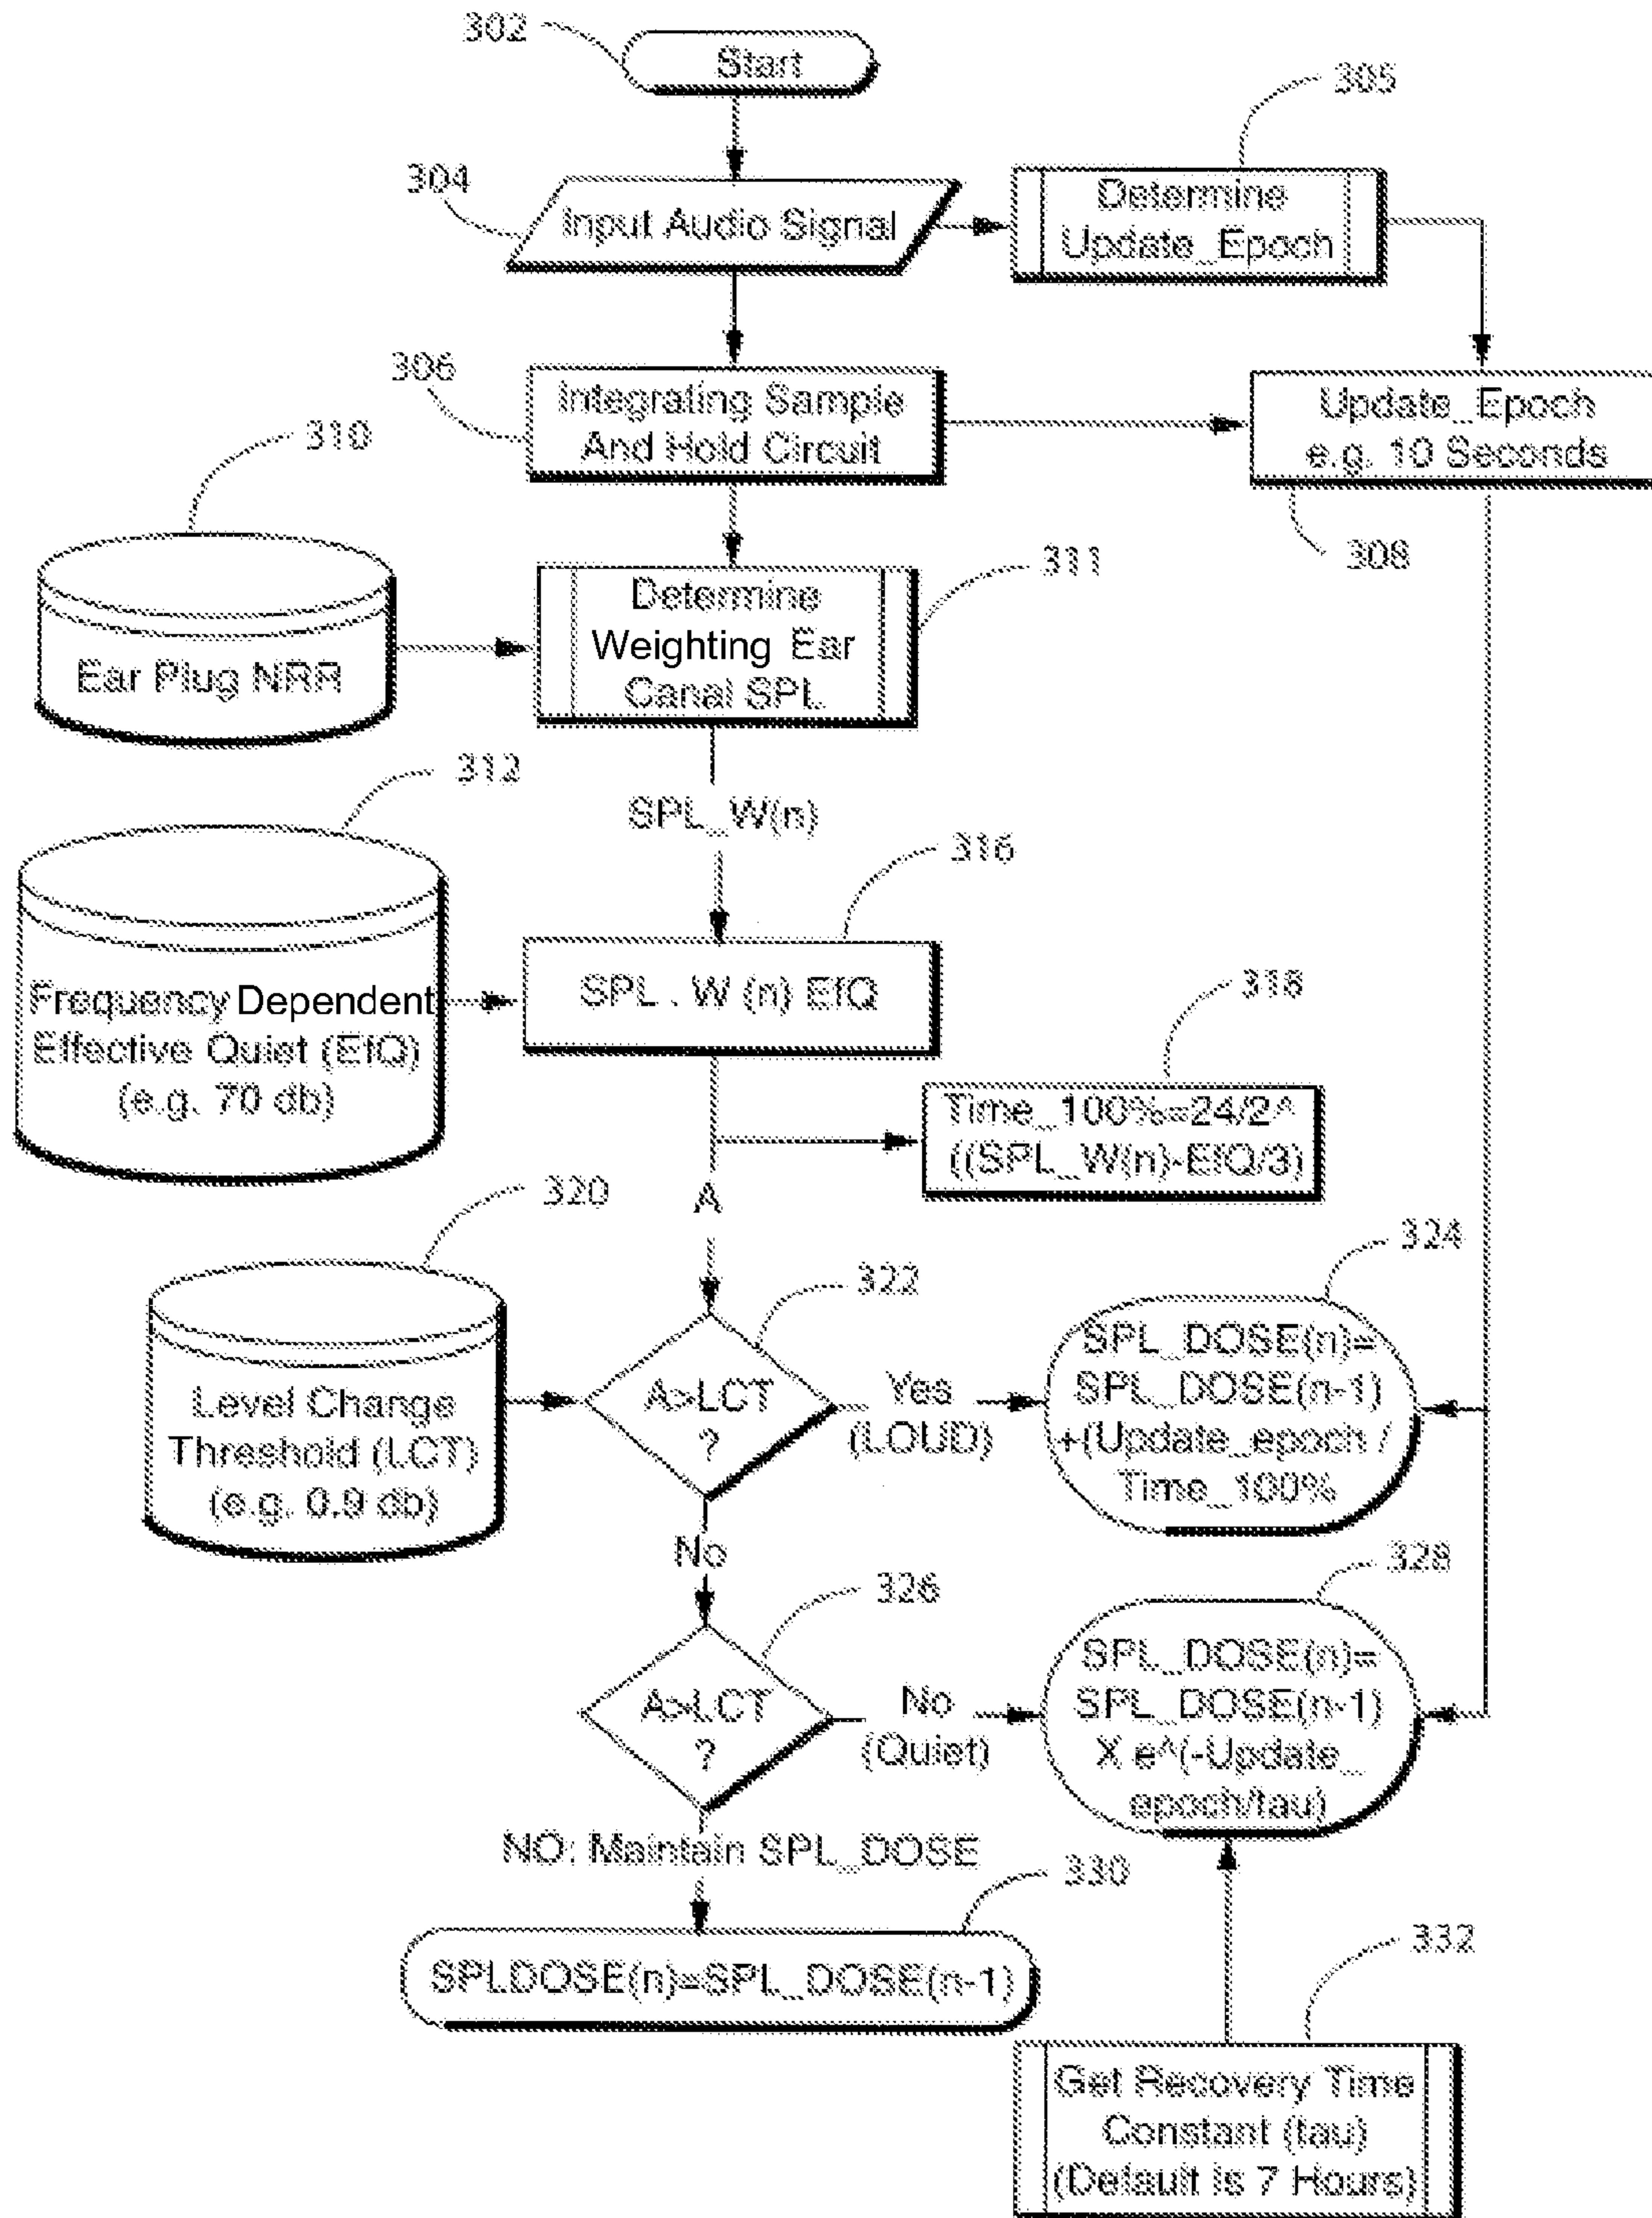 302
Start
305
304
Input Audio Signal
Determine
Update_Epoch
306
Integrating Sample
And Hold Circuit
Update_Epoch
e.g. 10 Seconds
308
310
Ear Plug NRR
311
Determine
Weighting Ear
Canal SPL
312
SPL_W(n)
316
Frequency Dependent
Effective Quiet (EfQ)
(e.g. 70 db)
SPL . W (n) EfQ
318
Time_100%=24/2^
((SPL_W(n)-EfQ/3)
A
320
Level Change
Threshold (LCT)
(e.g. 0.9 db)
322
A>LCT
?
Yes
(LOUD)
324
SPL_DOSE(n)=
SPL_DOSE(n-1)
+(Update_epoch /
Time_100%
No
326
A>LCT
?
No
(Quiet)
328
SPL_DOSE(n)=
SPL_DOSE(n-1)
X e^(-Update_
epoch/tau)
NO: Maintain SPL_DOSE
330
SPLDOSE(n)=SPL_DOSE(n-1)
332
Get Recovery Time
Constant (tau)
(Default is 7 Hours)